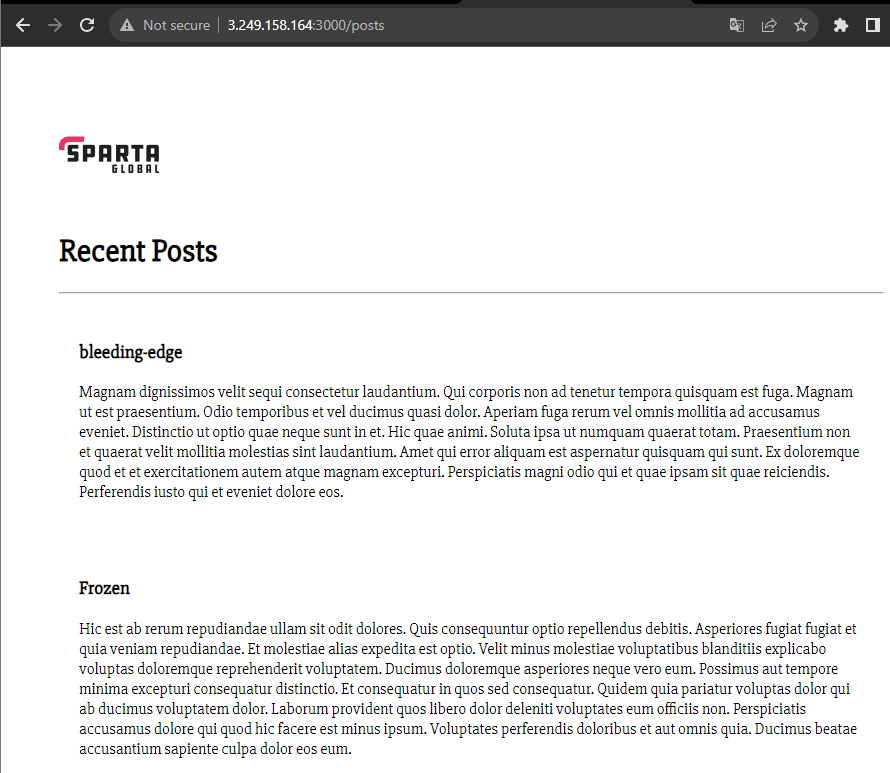 Not secure | 3.249.158.164:3000/posts
SPARTA
GLOBAL
Recent Posts
bleeding-edge
Magnam dignissimos velit sequi consectetur laudantium. Qui corporis non ad tenetur tempora quisquam est fuga. Magnam
ut est praesentium. Odio temporibus et vel ducimus quasi dolor. Aperiam fuga rerum vel omnis mollitia ad accusamus
eveniet. Distinctio ut optio quae neque sunt in et. Hic quae animi. Soluta ipsa ut numquam quaerat totam. Praesentium non
et quaerat velit mollitia molestias sint laudantium. Amet qui error aliquam est aspernatur quisquam qui sunt. Ex doloremque
quod et et exercitationem autem atque magnam excepturi. Perspiciatis magni odio qui et quae ipsam sit quae reiciendis.
Perferendis iusto qui et eveniet dolore eos.
Frozen
Hic est ab rerum repudiandae ullam sit odit dolores. Quis consequuntur optio repellendus debitis. Asperiores fugiat fugiat et
quia veniam repudiandae. Et molestiae alias expedita est optio. Velit minus molestiae voluptatibus blanditiis explicabo
voluptas doloremque reprehenderit voluptatem. Ducimus doloremque asperiores neque vero eum. Possimus aut tempore
minima excepturi consequatur distinctio. Et consequatur in quos sed consequatur. Quidem quia pariatur voluptas dolor qui
ab ducimus voluptatem dolor. Laborum provident quos libero dolor deleniti voluptates eum officiis non. Perspiciatis
accusamus dolore qui quod hic facere est minus ipsum. Voluptates perferendis doloribus et aut omnis quia. Ducimus beatae
accusantium sapiente culpa dolor eos eum.